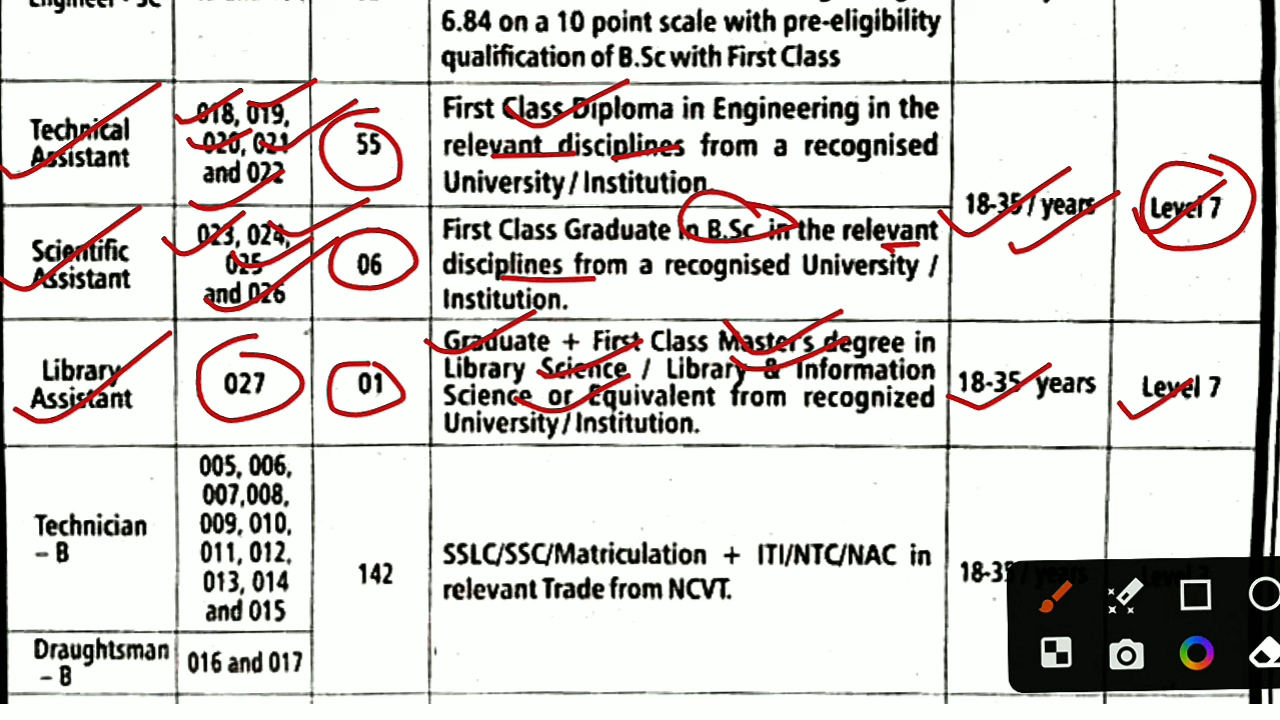 Engineer - SC
6.84 on a 10 point scale with pre-eligibility
qualification of B.Sc with First Class
Technical
Assistant
018, 019,
020, 021
and 022
55
First Class Diploma in Engineering in the
relevant disciplines from a recognised
University / Institution.
18-35 / years
Level 7
Scientific
Assistant
023, 024,
025
and 026
06
First Class Graduate in B.Sc. in the relevant
disciplines from a recognised University /
Institution.
Library
Assistant
027
01
Graduate + First Class Master's degree in
Library Science / Library & Information
Science or Equivalent from recognized
University / Institution.
18-35 years
Level 7
Technician
– B
005, 006,
007,008,
009, 010,
011, 012,
013, 014
and 015
142
SSLC/SSC/Matriculation + ITI/NTC/NAC in
relevant Trade from NCVT.
18-35 / years
Draughtsman
– B
016 and 017